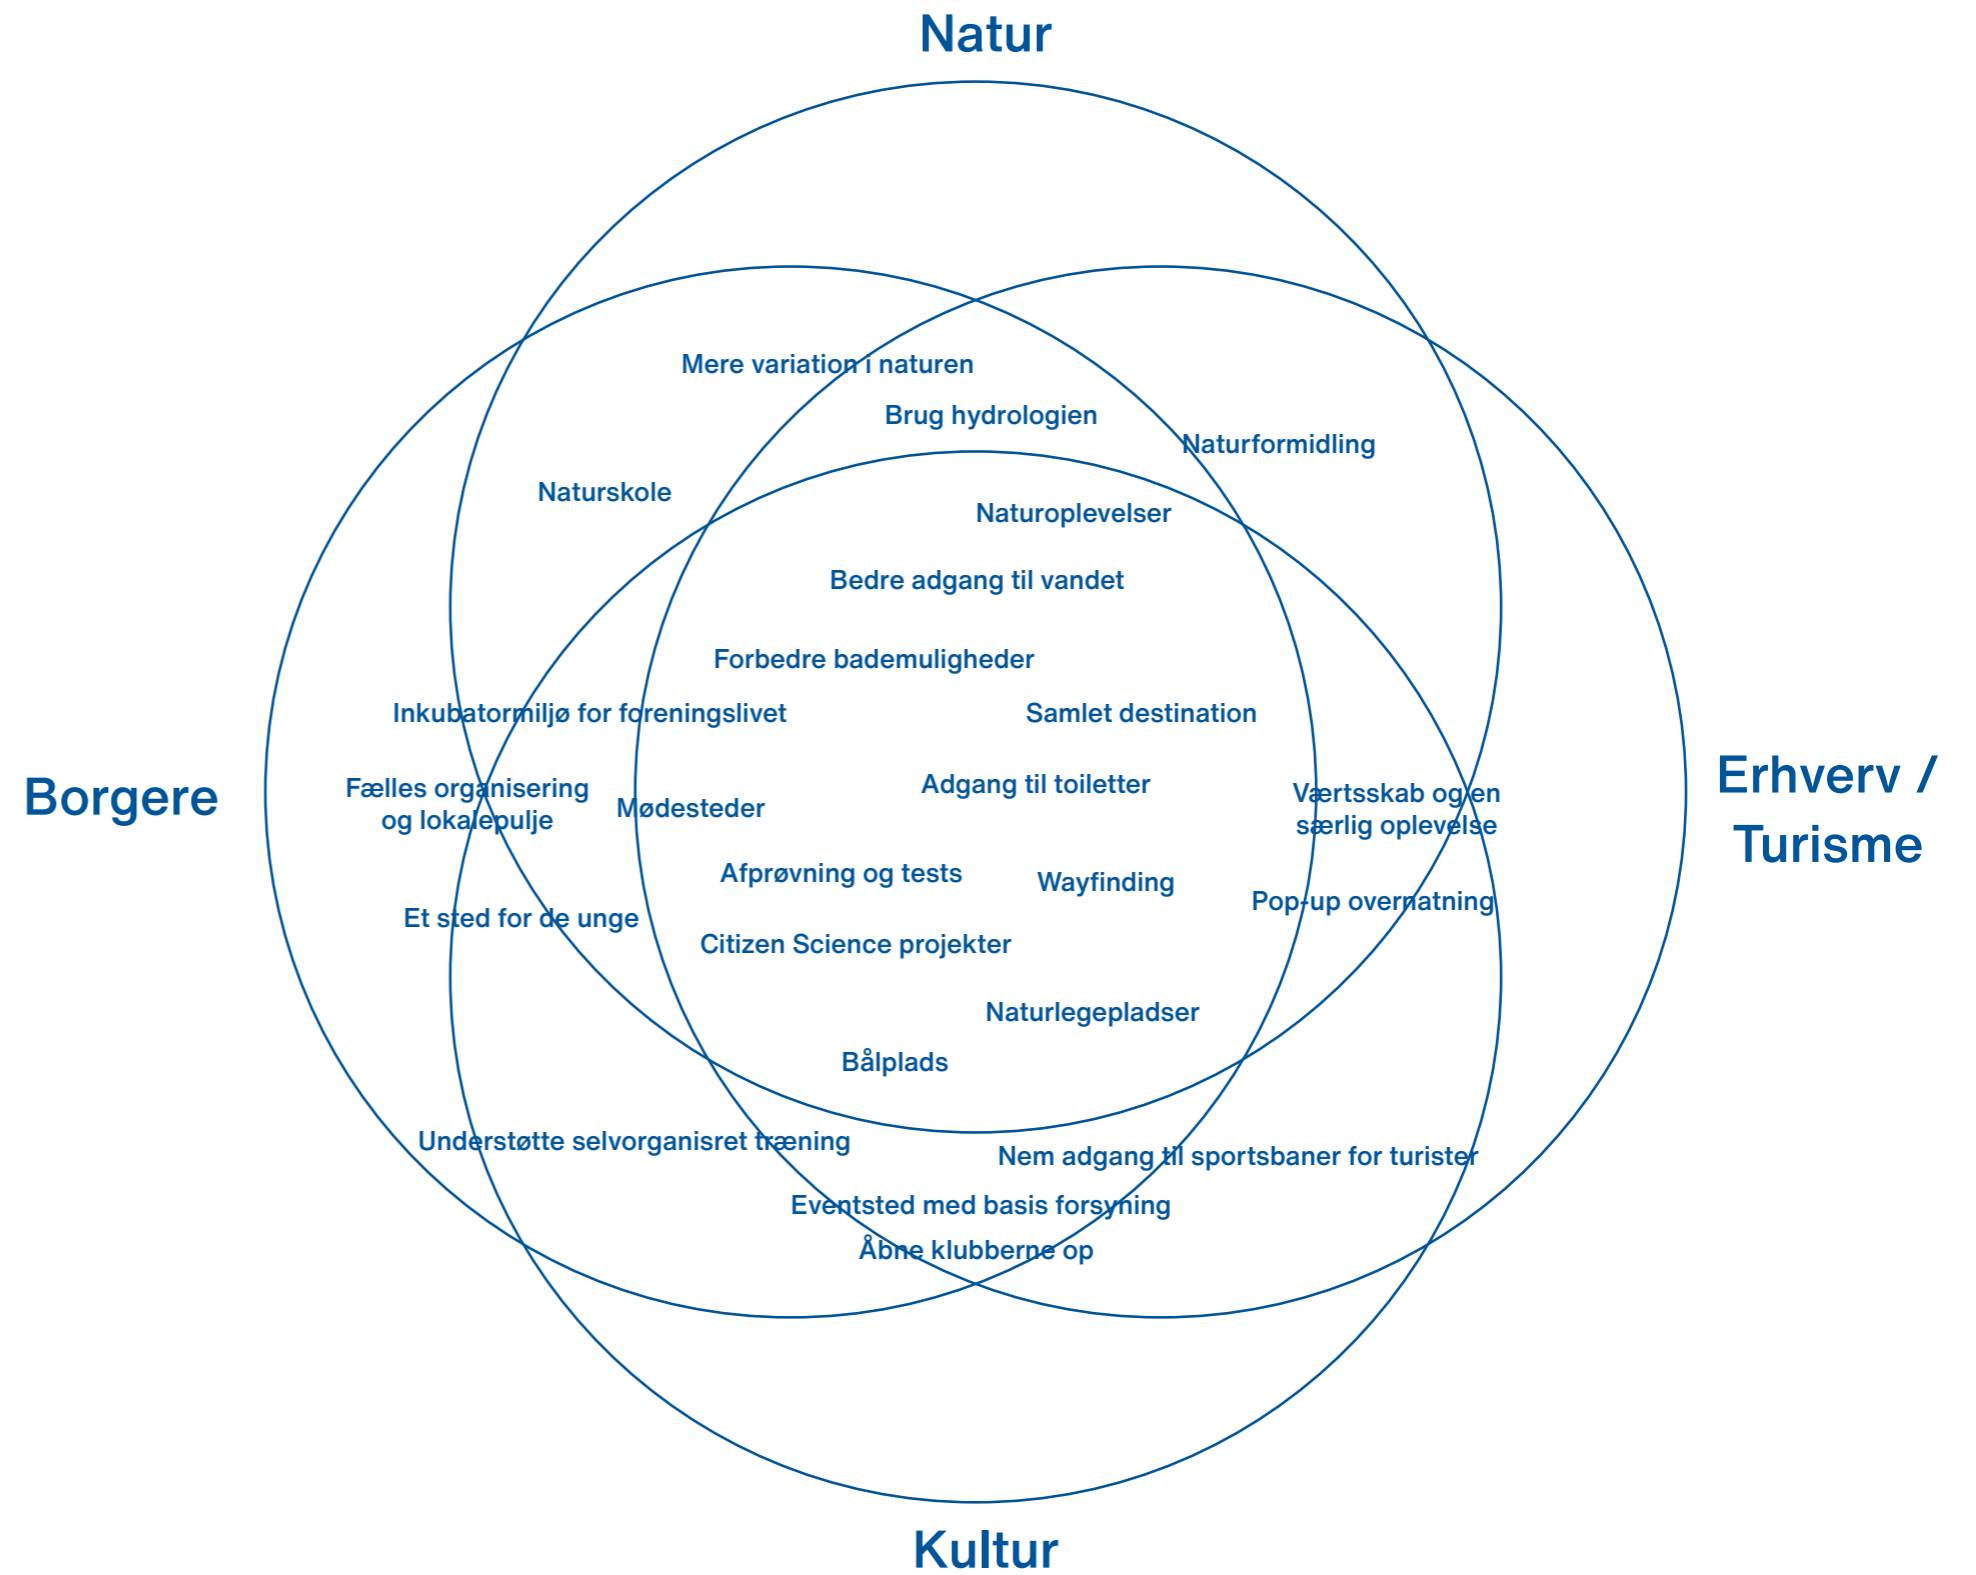 Natur
Mere variation i naturen
Brug hydrologien
Naturformidling
Naturskole
Naturoplevelser
Bedre adgang til vandet
Forbedre bademuligheder
Inkubatormiljø for foreningslivet
Samlet destination
Borgere
Fælles organisering
og lokalepulje
Mødesteder
Adgang til toiletter
Værtsskab og en
særlig oplevelse
Erhverv /
Turisme
Afprøvning og tests
Wayfinding
Pop-up overnatning
Et sted for de unge
Citizen Science projekter
Naturlegepladser
Bålplads
Understøtte selvorganisret træning
Nem adgang til sportsbaner for turister
Eventsted med basis forsyning
Åbne klubberne op
Kultur